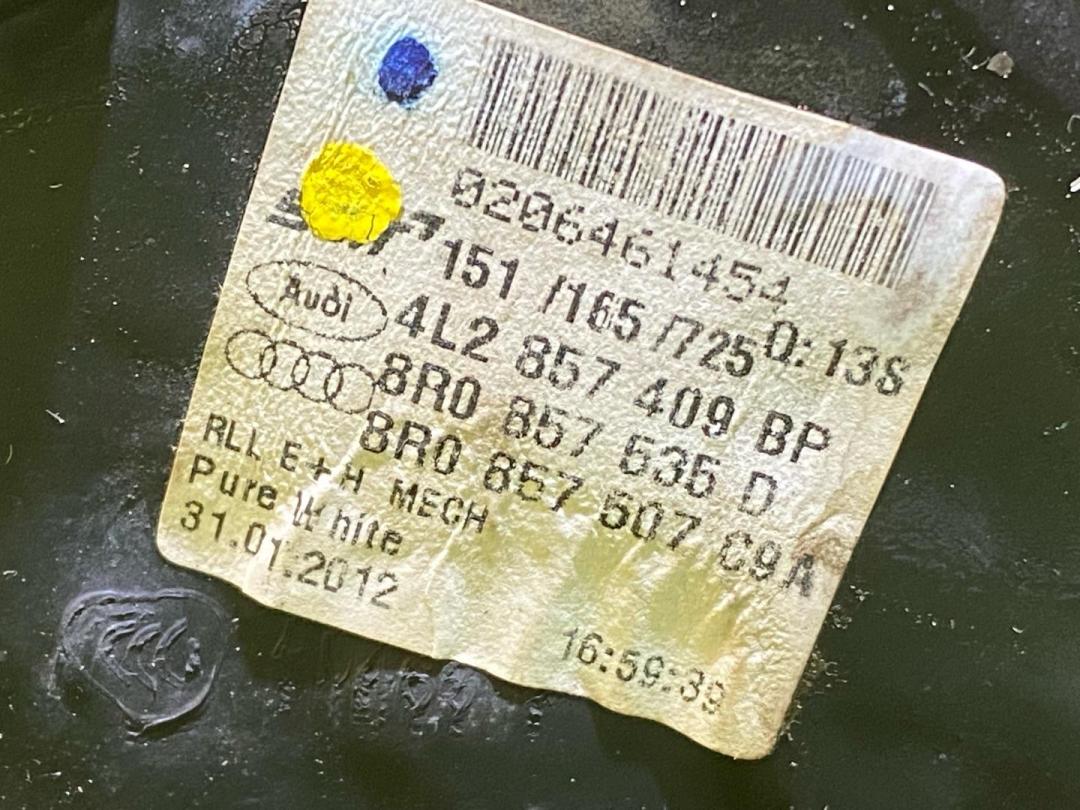 0206461454
151 /165 /725 0:13S
Audi 4L2 857 409 BP
8R0 857 535 D
8R0 857 507 C9A
RLL E+H MECH
Pure White
31.01.2012
16:59:39